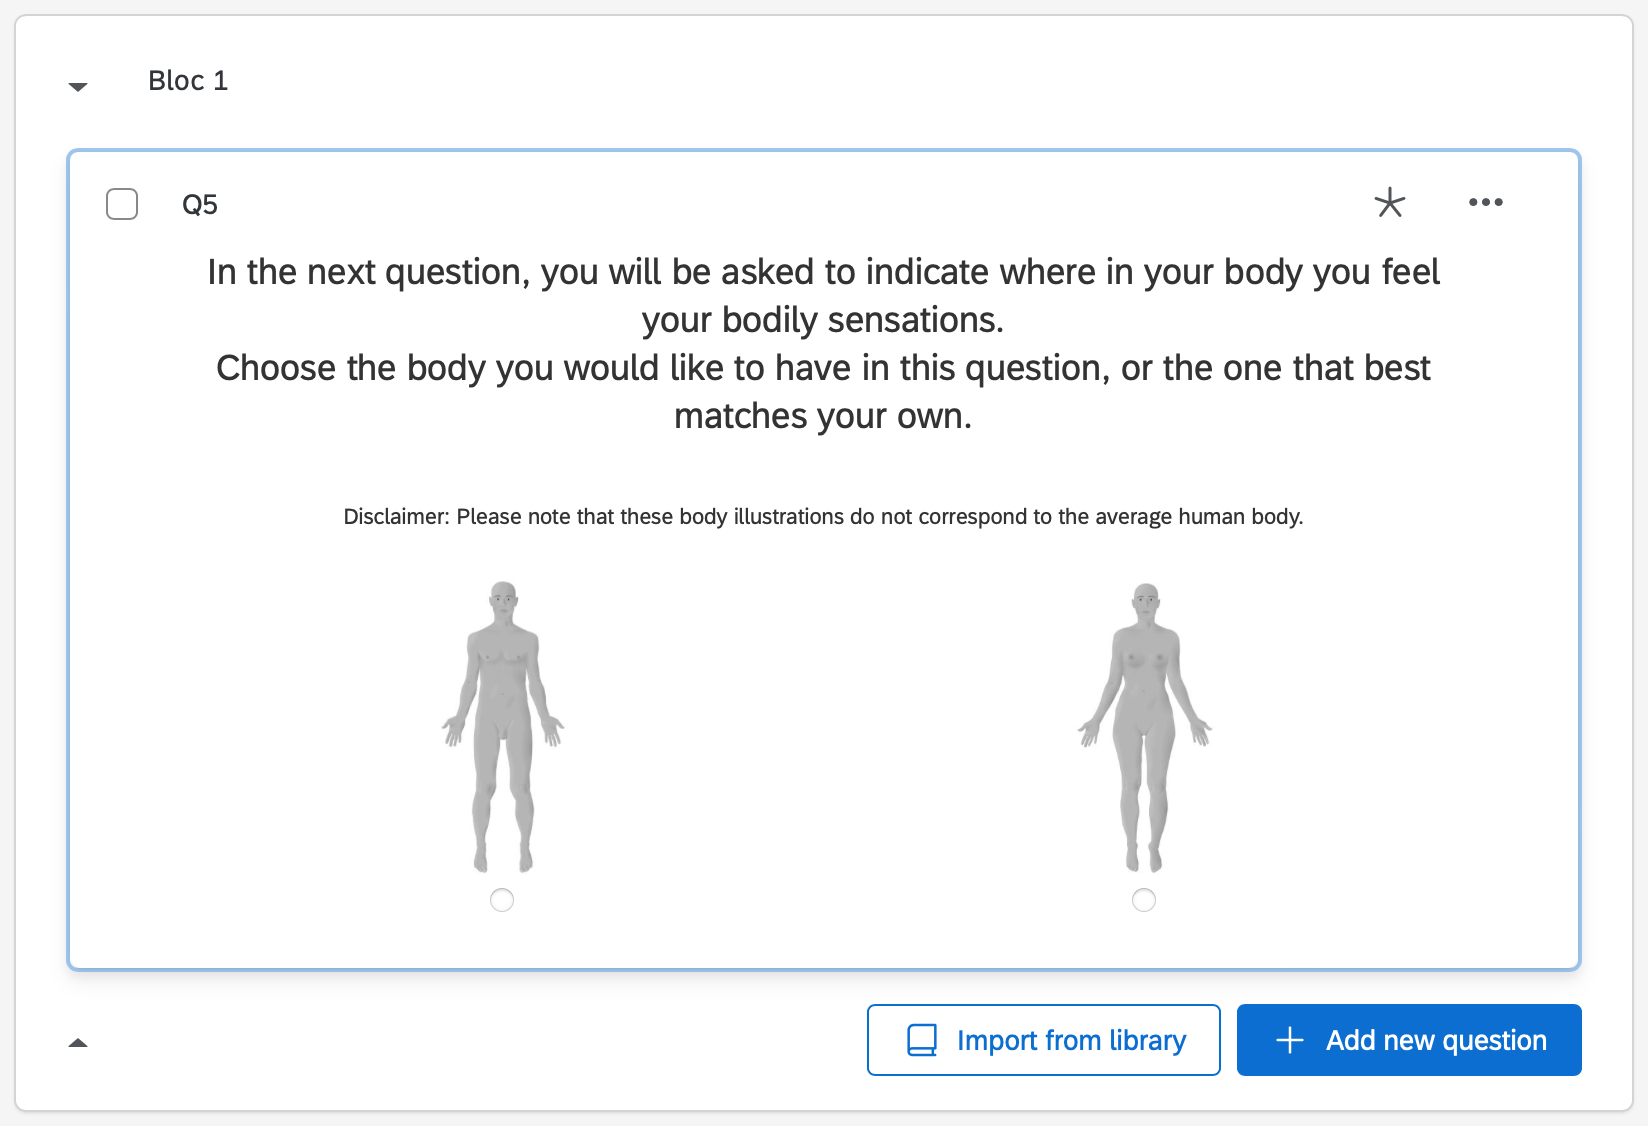 Bloc 1
Q5
In the next question, you will be asked to indicate where in your body you feel
your bodily sensations.
Choose the body you would like to have in this question, or the one that best
matches your own.
Disclaimer: Please note that these body illustrations do not correspond to the average human body.
Import from library
Add new question